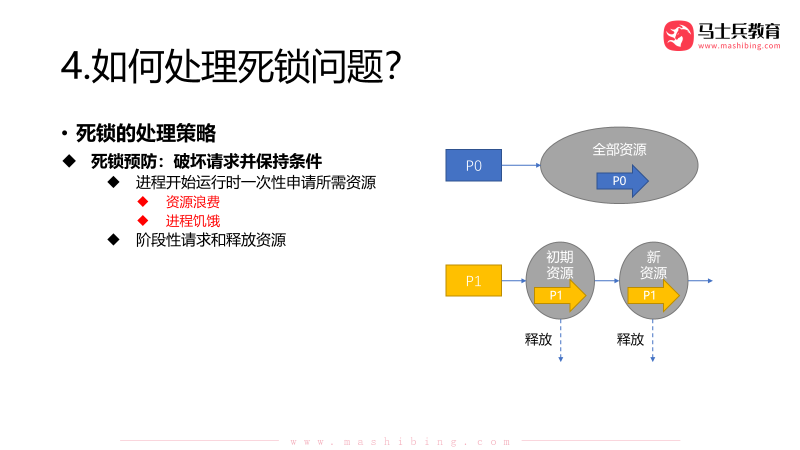 马士兵教育
www.mashibing.com
4.如何处理死锁问题?
• 死锁的处理策略
◆ 死锁预防：破坏请求并保持条件
◆ 进程开始运行时一次性申请所需资源
◆ 资源浪费
◆ 进程饥饿
◆ 阶段性请求和释放资源
P0
全部资源
P0
P1
初期
资源
P1
新
资源
P1
释放
释放
www.mashibing.com